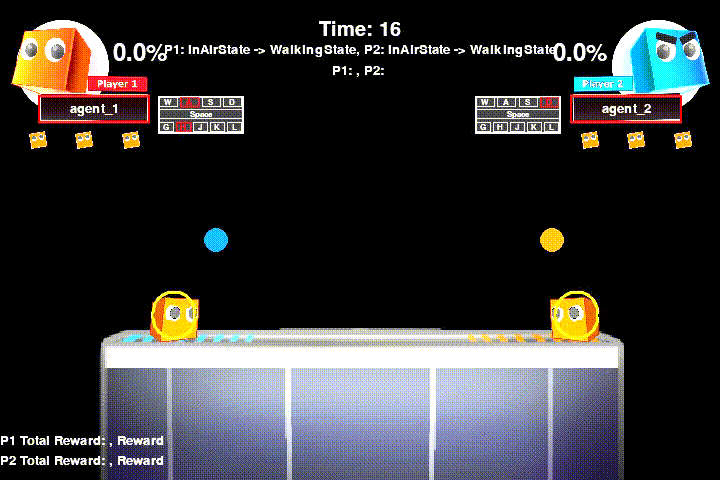 Time: 16
0.0%
P1: InAirState -> WalkingState, P2: InAirState -> WalkingState
0.0%
P1: , P2:
Player 1
Player 2
agent_1
agent_2
W A S D
Space
G H J K L
W A S D
Space
G H J K L
P1 Total Reward: , Reward
P2 Total Reward: , Reward